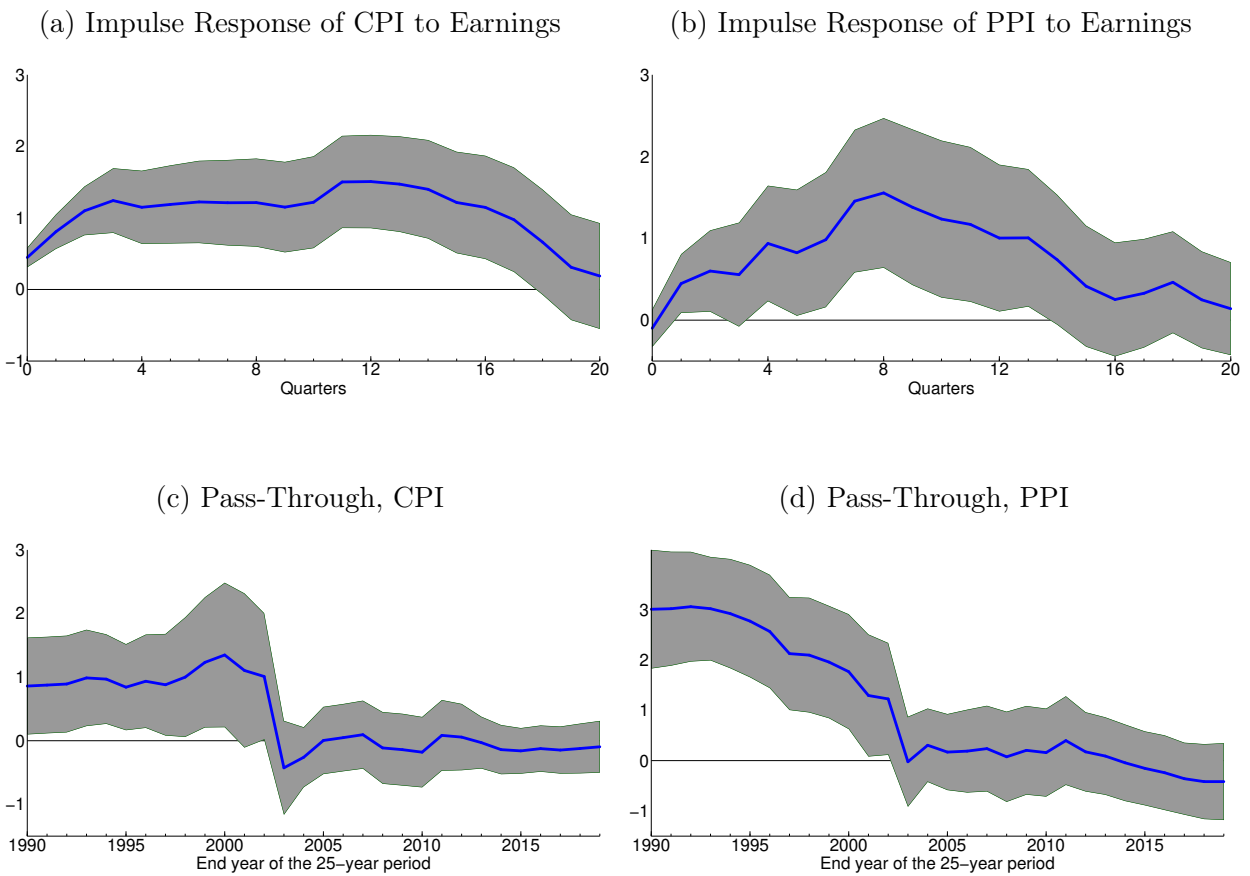 (a) Impulse Response of CPI to Earnings
(b) Impulse Response of PPI to Earnings
3
2
1
0
−1
0 4 8 12 16 20
Quarters
3
2
1
0
0 4 8 12 16 20
Quarters
(c) Pass-Through, CPI
(d) Pass-Through, PPI
3
2
1
0
−1
1990 1995 2000 2005 2010 2015
End year of the 25−year period
3
2
1
0
−1
1990 1995 2000 2005 2010 2015
End year of the 25−year period